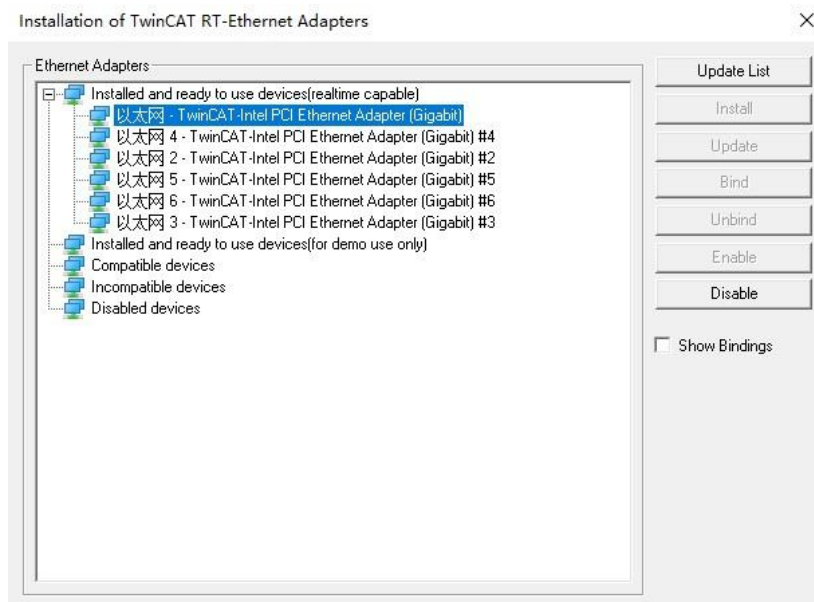 Installation of TwinCAT RT-Ethernet Adapters
Ethernet Adapters
Installed and ready to use devices(realtime capable)
以太网 - TwinCAT-Intel PCI Ethernet Adapter (Gigabit)
以太网 4 - TwinCAT-Intel PCI Ethernet Adapter (Gigabit) #4
以太网 2 - TwinCAT-Intel PCI Ethernet Adapter (Gigabit) #2
以太网 5 - TwinCAT-Intel PCI Ethernet Adapter (Gigabit) #5
以太网 6 - TwinCAT-Intel PCI Ethernet Adapter (Gigabit) #6
以太网 3 - TwinCAT-Intel PCI Ethernet Adapter (Gigabit) #3
Installed and ready to use devices(for demo use only)
Compatible devices
Incompatible devices
Disabled devices
Update List
Install
Update
Bind
Unbind
Enable
Disable
Show Bindings